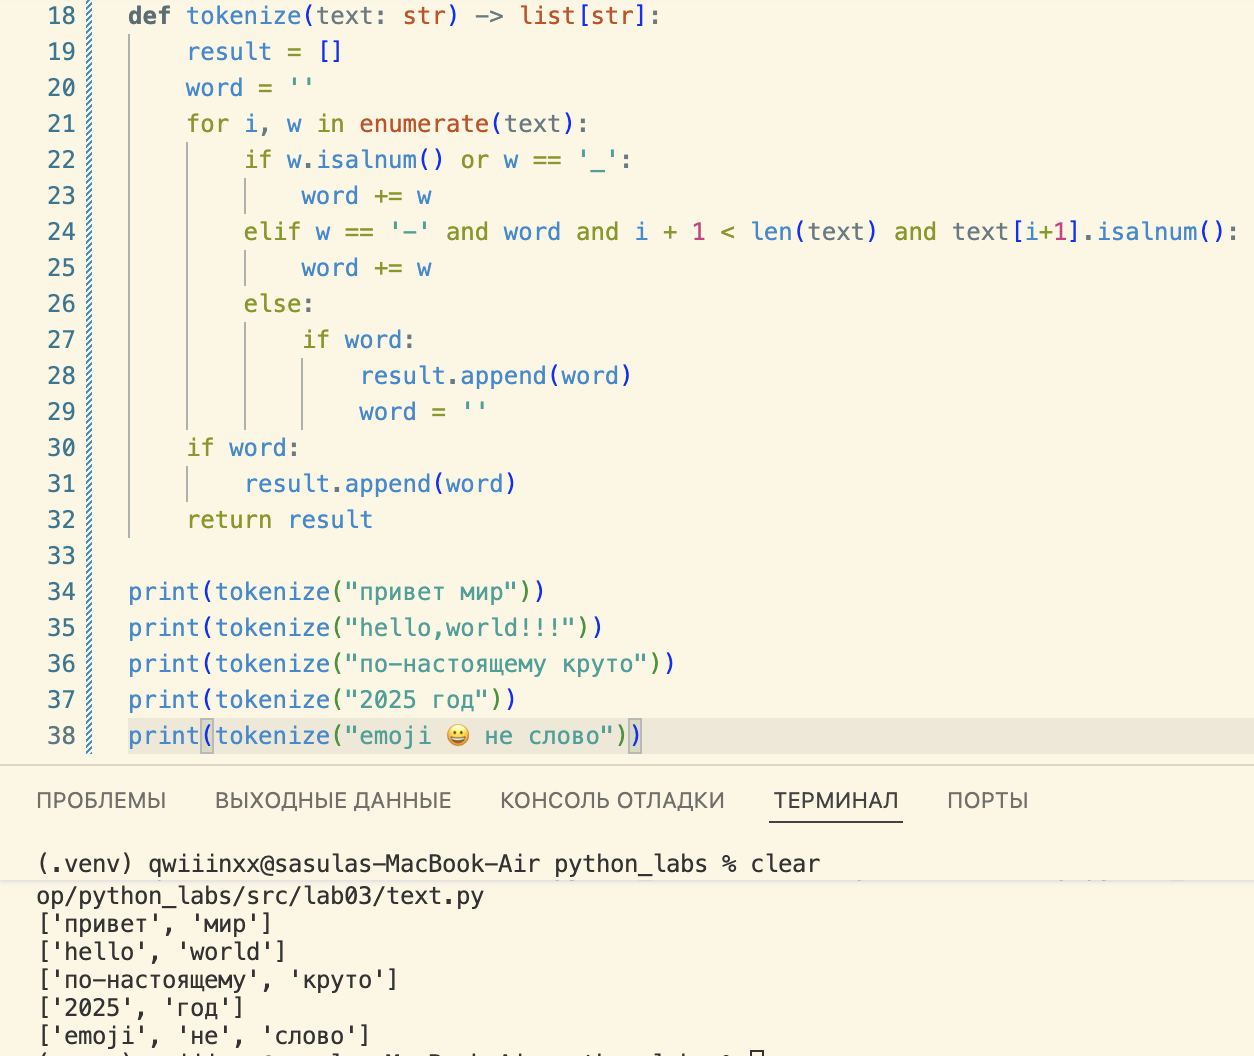 18 def tokenize(text: str) -> list[str]:
19 result = []
20 word = ''
21 for i, w in enumerate(text):
22 if w.isalnum() or w == '_':
23 word += w
24 elif w == '-' and word and i + 1 < len(text) and text[i+1].isalnum():
25 word += w
26 else:
27 if word:
28 result.append(word)
29 word = ''
30 if word:
31 result.append(word)
32 return result
33
34 print(tokenize("привет мир"))
35 print(tokenize("hello,world!!!"))
36 print(tokenize("по-настоящему круто"))
37 print(tokenize("2025 год"))
38 print(tokenize("emoji 😀 не слово"))
ПРОБЛЕМЫ ВЫХОДНЫЕ ДАННЫЕ КОНСОЛЬ ОТЛАДКИ ТЕРМИНАЛ ПОРТЫ
(.venv) qwiiinxx@sasulas-MacBook-Air python_labs % clear
op/python_labs/src/lab03/text.py
['привет', 'мир']
['hello', 'world']
['по-настоящему', 'круто']
['2025', 'год']
['emoji', 'не', 'слово']